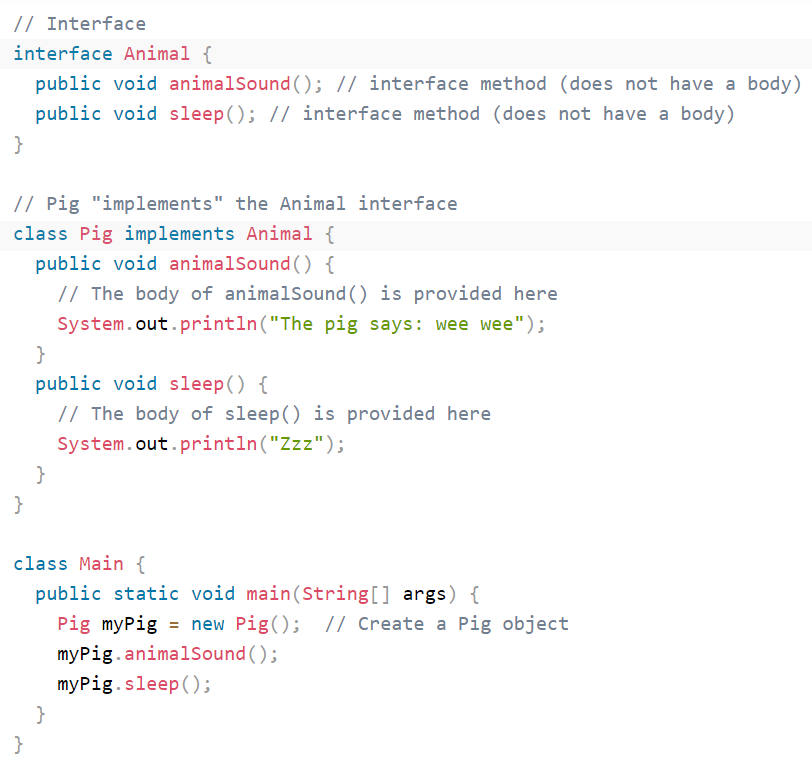 // Interface
interface Animal {
  public void animalSound(); // interface method (does not have a body)
  public void sleep(); // interface method (does not have a body)
}

// Pig "implements" the Animal interface
class Pig implements Animal {
  public void animalSound() {
    // The body of animalSound() is provided here
    System.out.println("The pig says: wee wee");
  }
  public void sleep() {
    // The body of sleep() is provided here
    System.out.println("Zzz");
  }
}

class Main {
  public static void main(String[] args) {
    Pig myPig = new Pig();  // Create a Pig object
    myPig.animalSound();
    myPig.sleep();
  }
}